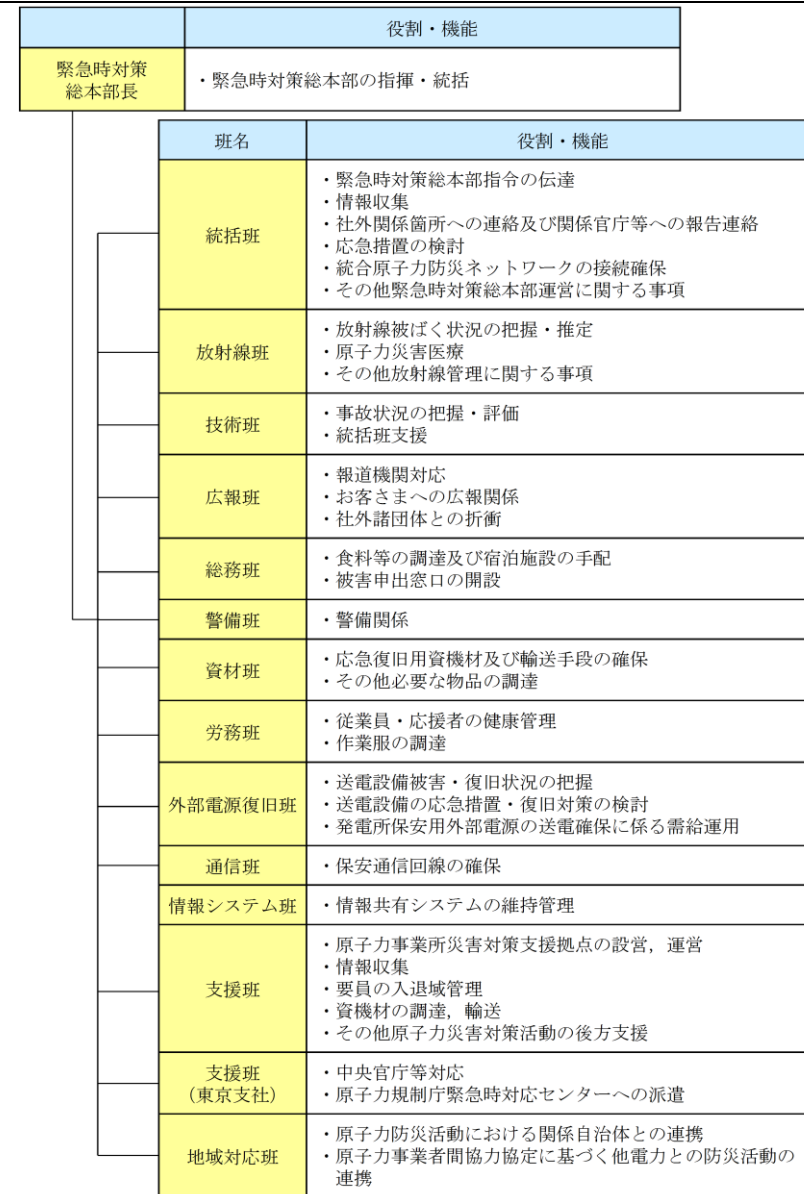 役割・機能
緊急時対策
総本部長
・緊急時対策総本部の指揮・統括
班名
役割・機能
統括班
・緊急時対策総本部指令の伝達
・情報収集
・社外関係箇所への連絡及び関係官庁等への報告連絡
・応急措置の検討
・統合原子力防災ネットワークの接続確保
・その他緊急時対策総本部運営に関する事項
放射線班
・放射線被ばく状況の把握・推定
・原子力災害医療
・その他放射線管理に関する事項
技術班
・事故状況の把握・評価
・統括班支援
広報班
・報道機関対応
・お客さまへの広報関係
・社外諸団体との折衝
総務班
・食料等の調達及び宿泊施設の手配
・被害申出窓口の開設
警備班
・警備関係
資材班
・応急復旧用資機材及び輸送手段の確保
・その他必要な物品の調達
労務班
・従業員・応援者の健康管理
・作業服の調達
外部電源復旧班
・送電設備被害・復旧状況の把握
・送電設備の応急措置・復旧対策の検討
・発電所保安用外部電源の送電確保に係る需給運用
通信班
・保安通信回線の確保
情報システム班
・情報共有システムの維持管理
支援班
・原子力事業所災害対策支援拠点の設営，運営
・情報収集
・要員の入退域管理
・資機材の調達，輸送
・その他原子力災害対策活動の後方支援
支援班
（東京支社）
・中央官庁等対応
・原子力規制庁緊急時対応センターへの派遣
地域対応班
・原子力防災活動における関係自治体との連携
・原子力事業者間協力協定に基づく他電力との防災活動の
連携